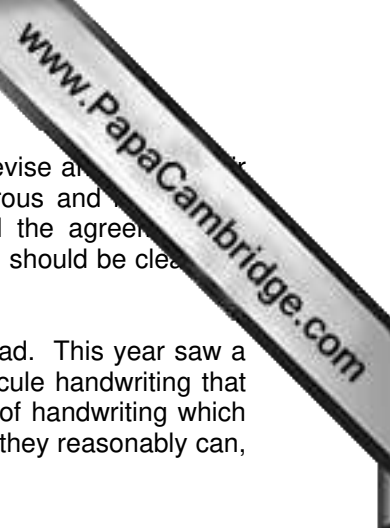 www.PapaCambridge.com
evise
rous and
the agreem
should be clea
ad. This year saw a
cule handwriting that
of handwriting which
they reasonably can,